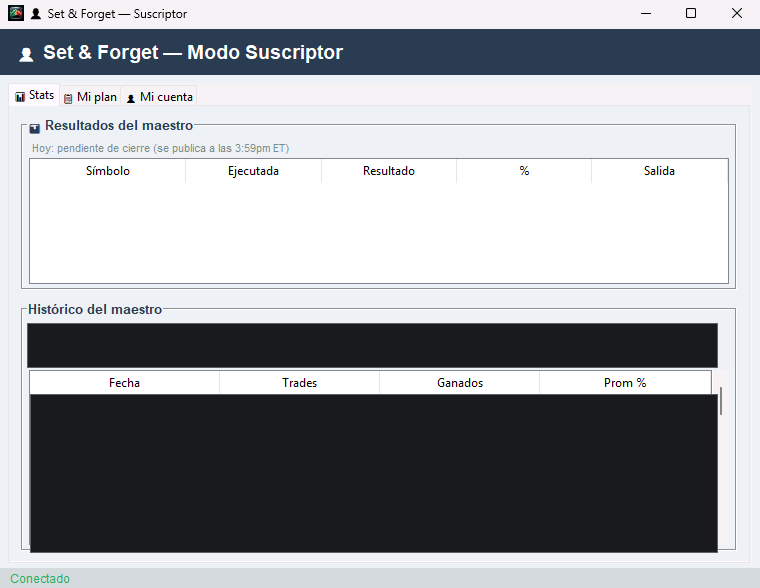 Set & Forget — Suscriptor
Set & Forget — Modo Suscriptor
Stats Mi plan Mi cuenta
Resultados del maestro
Hoy: pendiente de cierre (se publica a las 3:59pm ET)
Símbolo Ejecutada Resultado % Salida
Histórico del maestro
Fecha Trades Ganados Prom %
Conectado